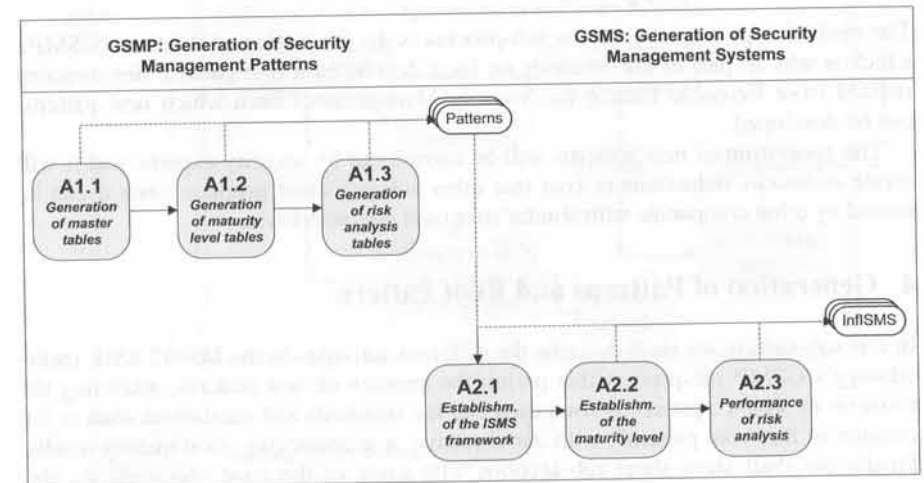 GSMP: Generation of Security
Management Patterns
GSMS: Generation of Security
Management Systems
Patterns
A1.1
Generation
of master
tables
A1.2
Generation
of maturity
level tables
A1.3
Generation
of risk
analysis
tables
InfISMS
A2.1
Establishm.
of the ISMS
framework
A2.2
Establishm.
of the
maturity level
A2.3
Performance
of risk
analysis